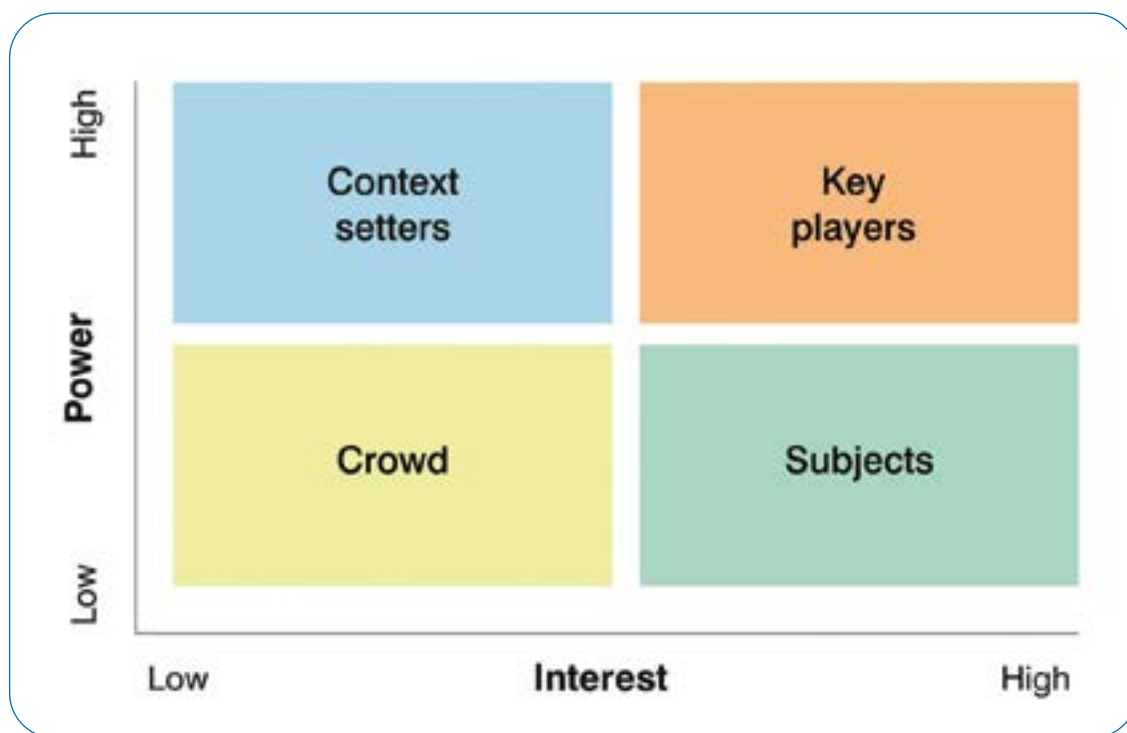 High
Context
setters
Key
players
Power
Crowd
Subjects
Low
Low
Interest
High